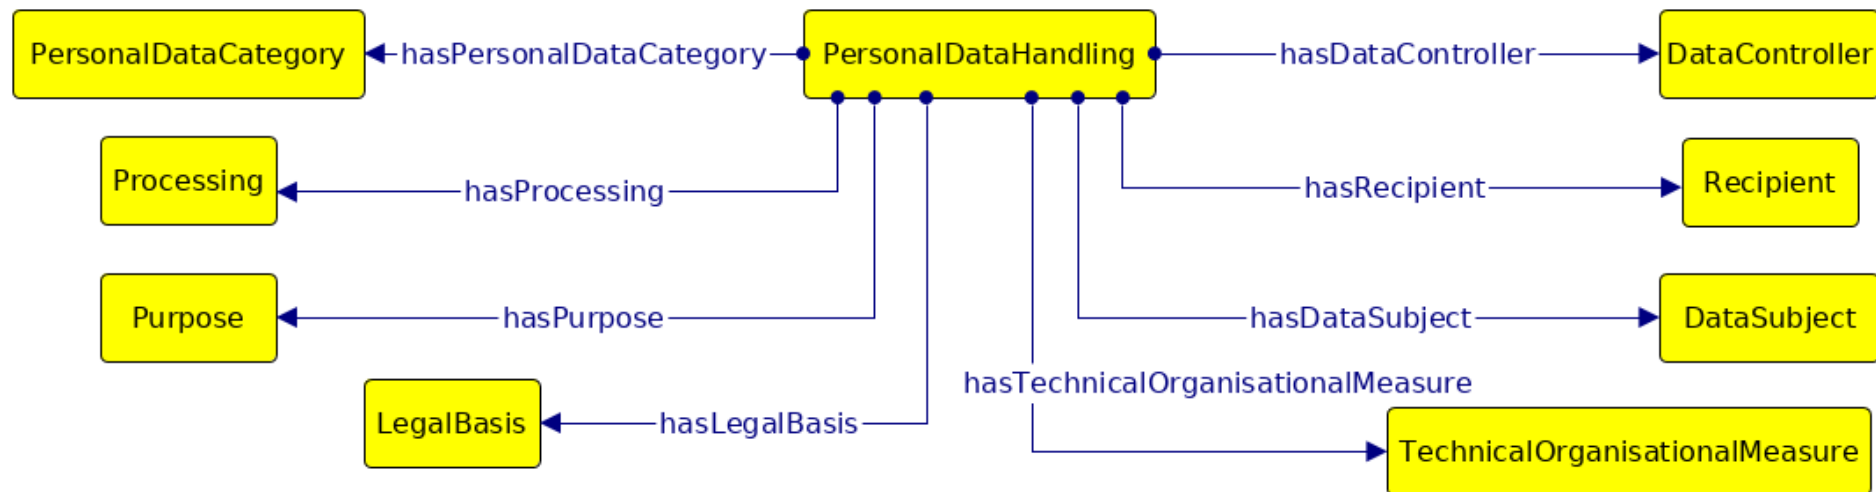 PersonalDataCategory
hasPersonalDataCategory
PersonalDataHandling
hasDataController
DataController
Processing
hasProcessing
hasRecipient
Recipient
Purpose
hasPurpose
hasDataSubject
DataSubject
hasTechnicalOrganisationalMeasure
LegalBasis
hasLegalBasis
TechnicalOrganisationalMeasure